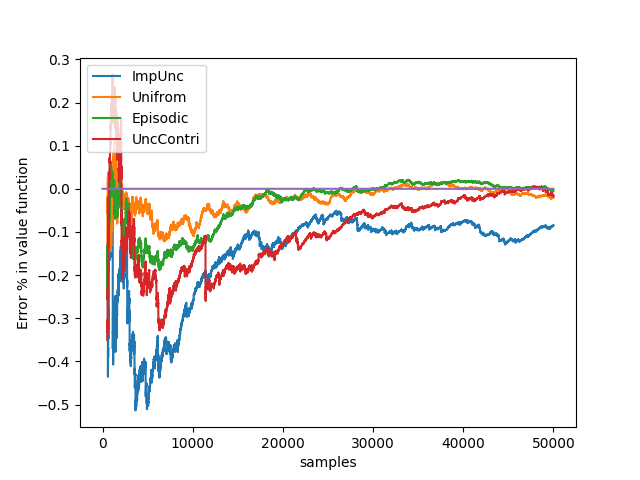 ImpUnc
Unifrom
Episodic
UncContri
0.3
0.2
0.1
0.0
−0.1
−0.2
−0.3
−0.4
−0.5
Error % in value function
0 10000 20000 30000 40000 50000
samples